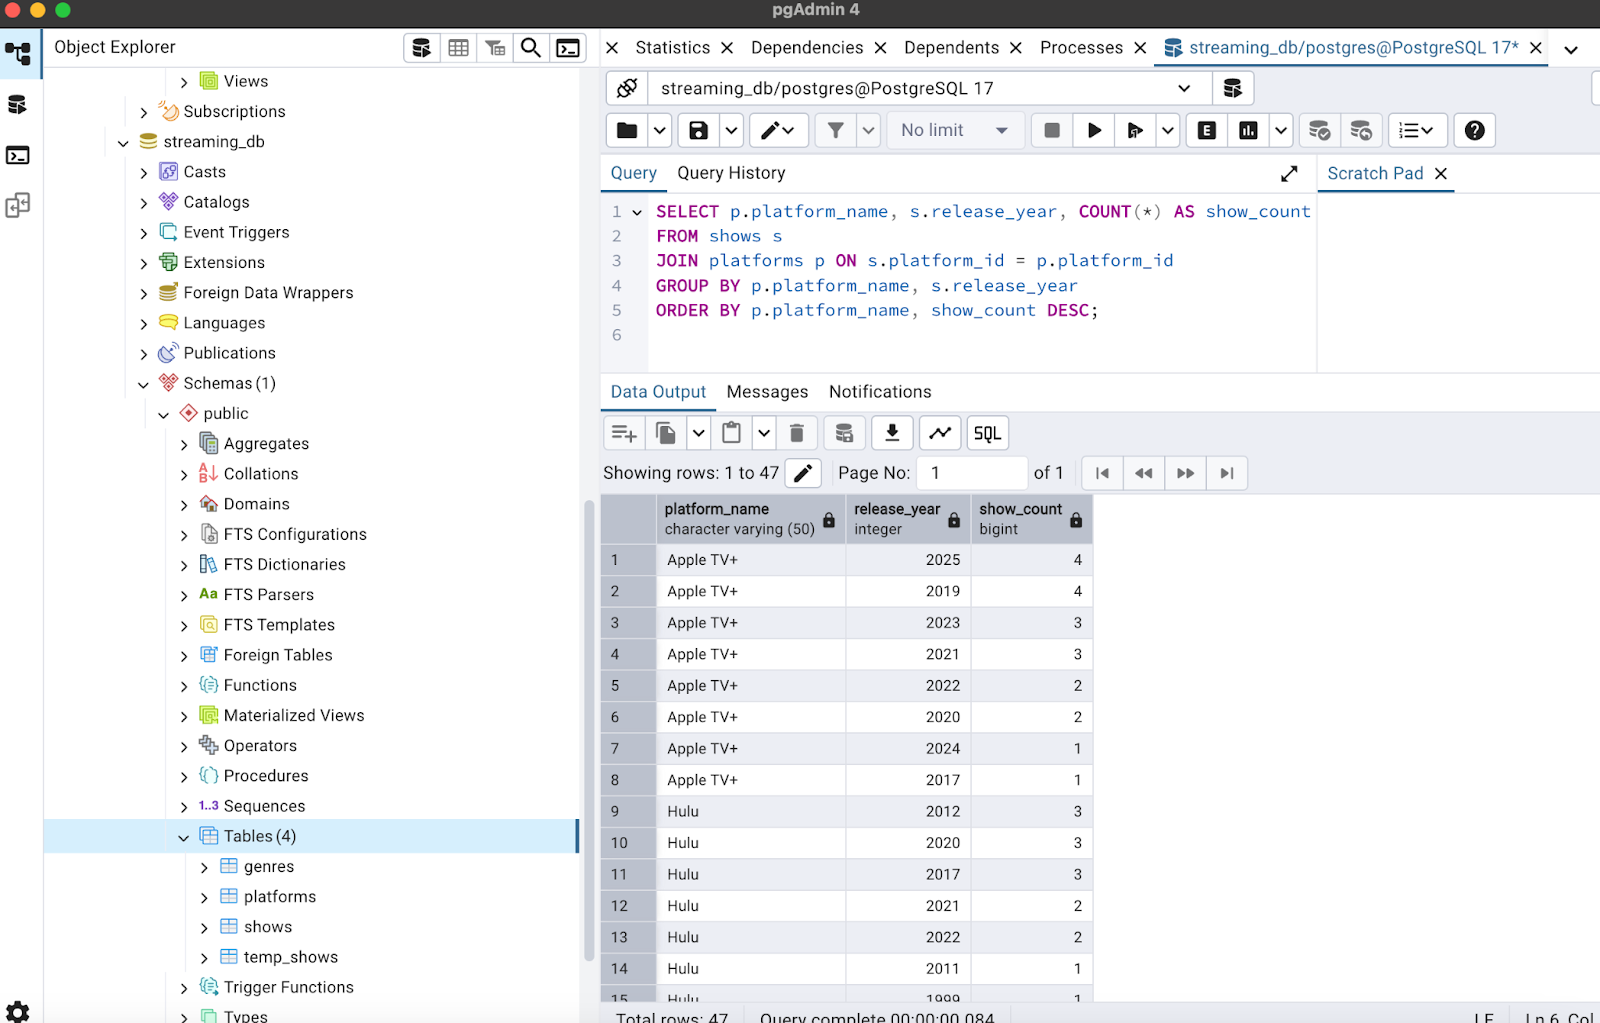 pgAdmin 4
Object Explorer
Views
Subscriptions
streaming_db
Casts
Catalogs
Event Triggers
Extensions
Foreign Data Wrappers
Languages
Publications
Schemas (1)
public
Aggregates
Collations
Domains
FTS Configurations
FTS Dictionaries
Aa FTS Parsers
FTS Templates
Foreign Tables
Functions
Materialized Views
Operators
Procedures
1..3 Sequences
Tables (4)
genres
platforms
shows
temp_shows
Trigger Functions
Types
Statistics Dependencies Dependents Processes streaming_db/postgres@PostgreSQL 17*
streaming_db/postgres@PostgreSQL 17
No limit E
Query Query History Scratch Pad
1 SELECT p.platform_name, s.release_year, COUNT(*) AS show_count
2 FROM shows s
3 JOIN platforms p ON s.platform_id = p.platform_id
4 GROUP BY p.platform_name, s.release_year
5 ORDER BY p.platform_name, show_count DESC;
6
Data Output Messages Notifications
SQL
Showing rows: 1 to 47 Page No: 1 of 1
platform_name release_year show_count
character varying (50) integer bigint
1 Apple TV+ 2025 4
2 Apple TV+ 2019 4
3 Apple TV+ 2023 3
4 Apple TV+ 2021 3
5 Apple TV+ 2022 2
6 Apple TV+ 2020 2
7 Apple TV+ 2024 1
8 Apple TV+ 2017 1
9 Hulu 2012 3
10 Hulu 2020 3
11 Hulu 2017 3
12 Hulu 2021 2
13 Hulu 2022 2
14 Hulu 2011 1
15 Hulu 1999 1
Total rows: 47 Query complete 00:00:00.084 LF Ln 6, Col